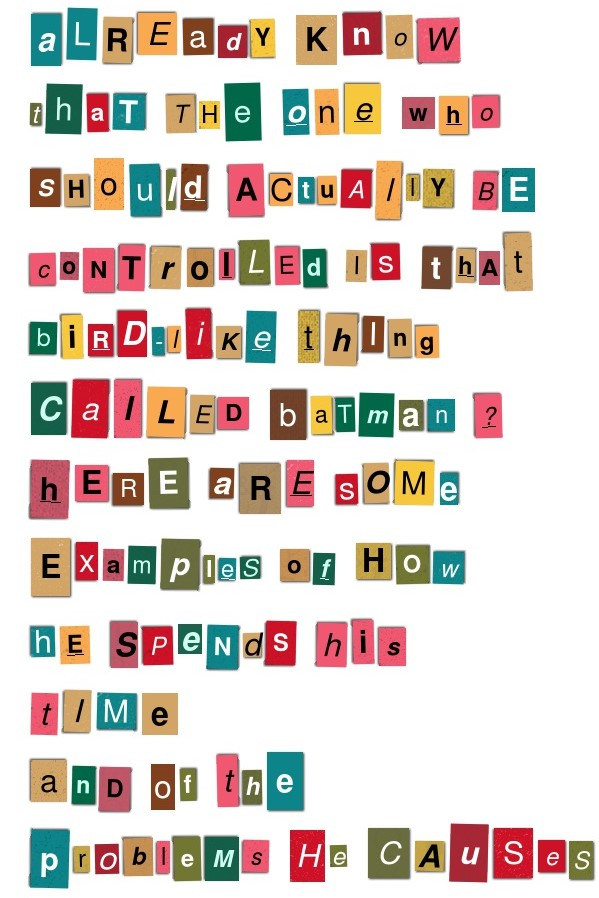 aLREadY KnoW
thaT THe one who
sHOuld ACtuAllY BE
coNTrolLEd IS thAt
biRD-liKe thIng
CalLED baTman ?
hERE aRE sOMe
ExamplesS of How
hE SPeNdS his
tIMe
anD of the
probleMs He CAuSeS